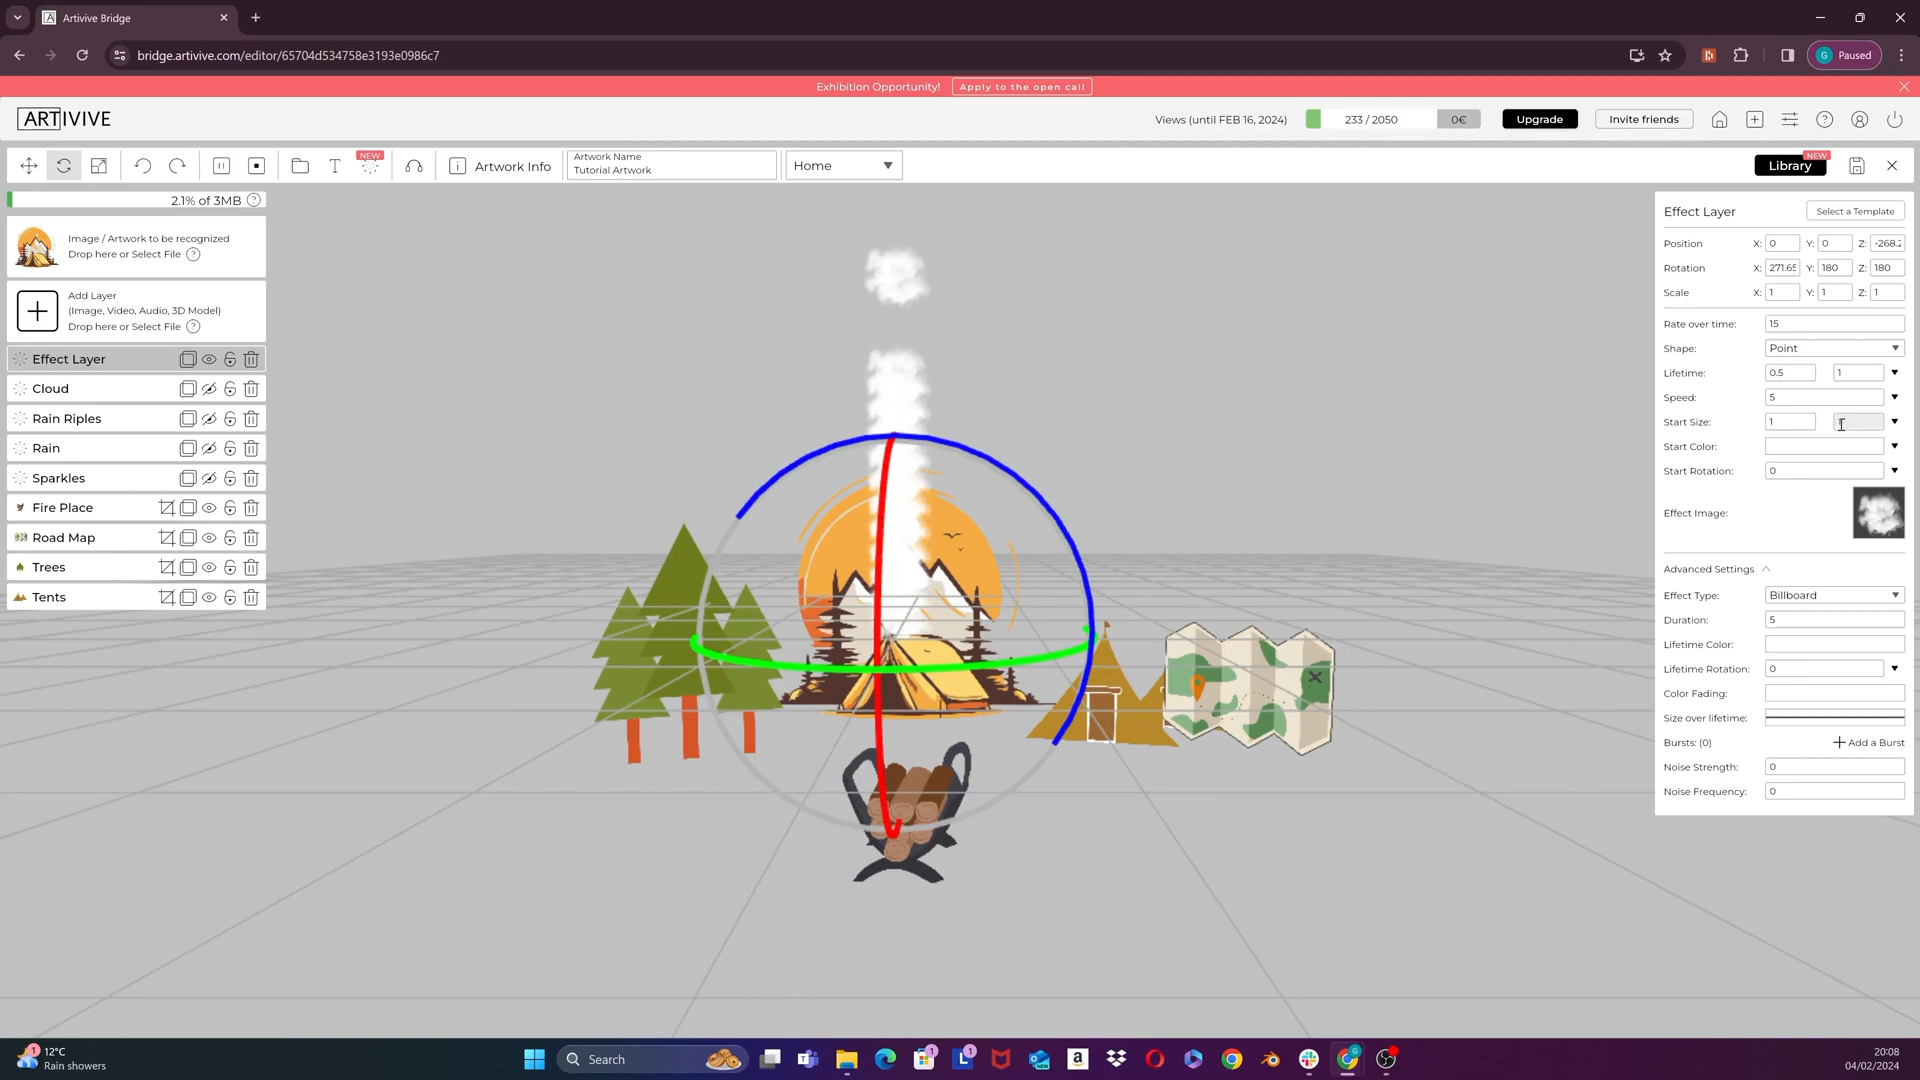 Artivive Bridge
bridge.artivive.com/editor/65704d534758e3193e0986c7
G Paused
Exhibition Opportunity! Apply to the open call
ARTIVIVE
Views (until FEB 16, 2024) 233 / 2050 0€ Upgrade Invite friends
NEW
Artwork Info
Artwork Name
Tutorial Artwork
Home
Library NEW
2.1% of 3MB
Image / Artwork to be recognized
Drop here or Select File
Add Layer
(Image, Video, Audio, 3D Model)
Drop here or Select File
Effect Layer
Cloud
Rain Riples
Rain
Sparkles
Fire Place
Road Map
Trees
Tents
Effect Layer Select a Template
Position X: 0 Y: 0 Z: -268.2
Rotation X: 271.65 Y: 180 Z: 180
Scale X: 1 Y: 1 Z: 1
Rate over time: 15
Shape: Point
Lifetime: 0.5 1
Speed: 5
Start Size: 1
Start Color:
Start Rotation: 0
Effect Image:
Advanced Settings
Effect Type: Billboard
Duration: 5
Lifetime Color:
Lifetime Rotation: 0
Color Fading:
Size over lifetime:
Bursts: (0) Add a Burst
Noise Strength: 0
Noise Frequency: 0
1 12°C
Rain showers
Search
20:08
04/02/2024